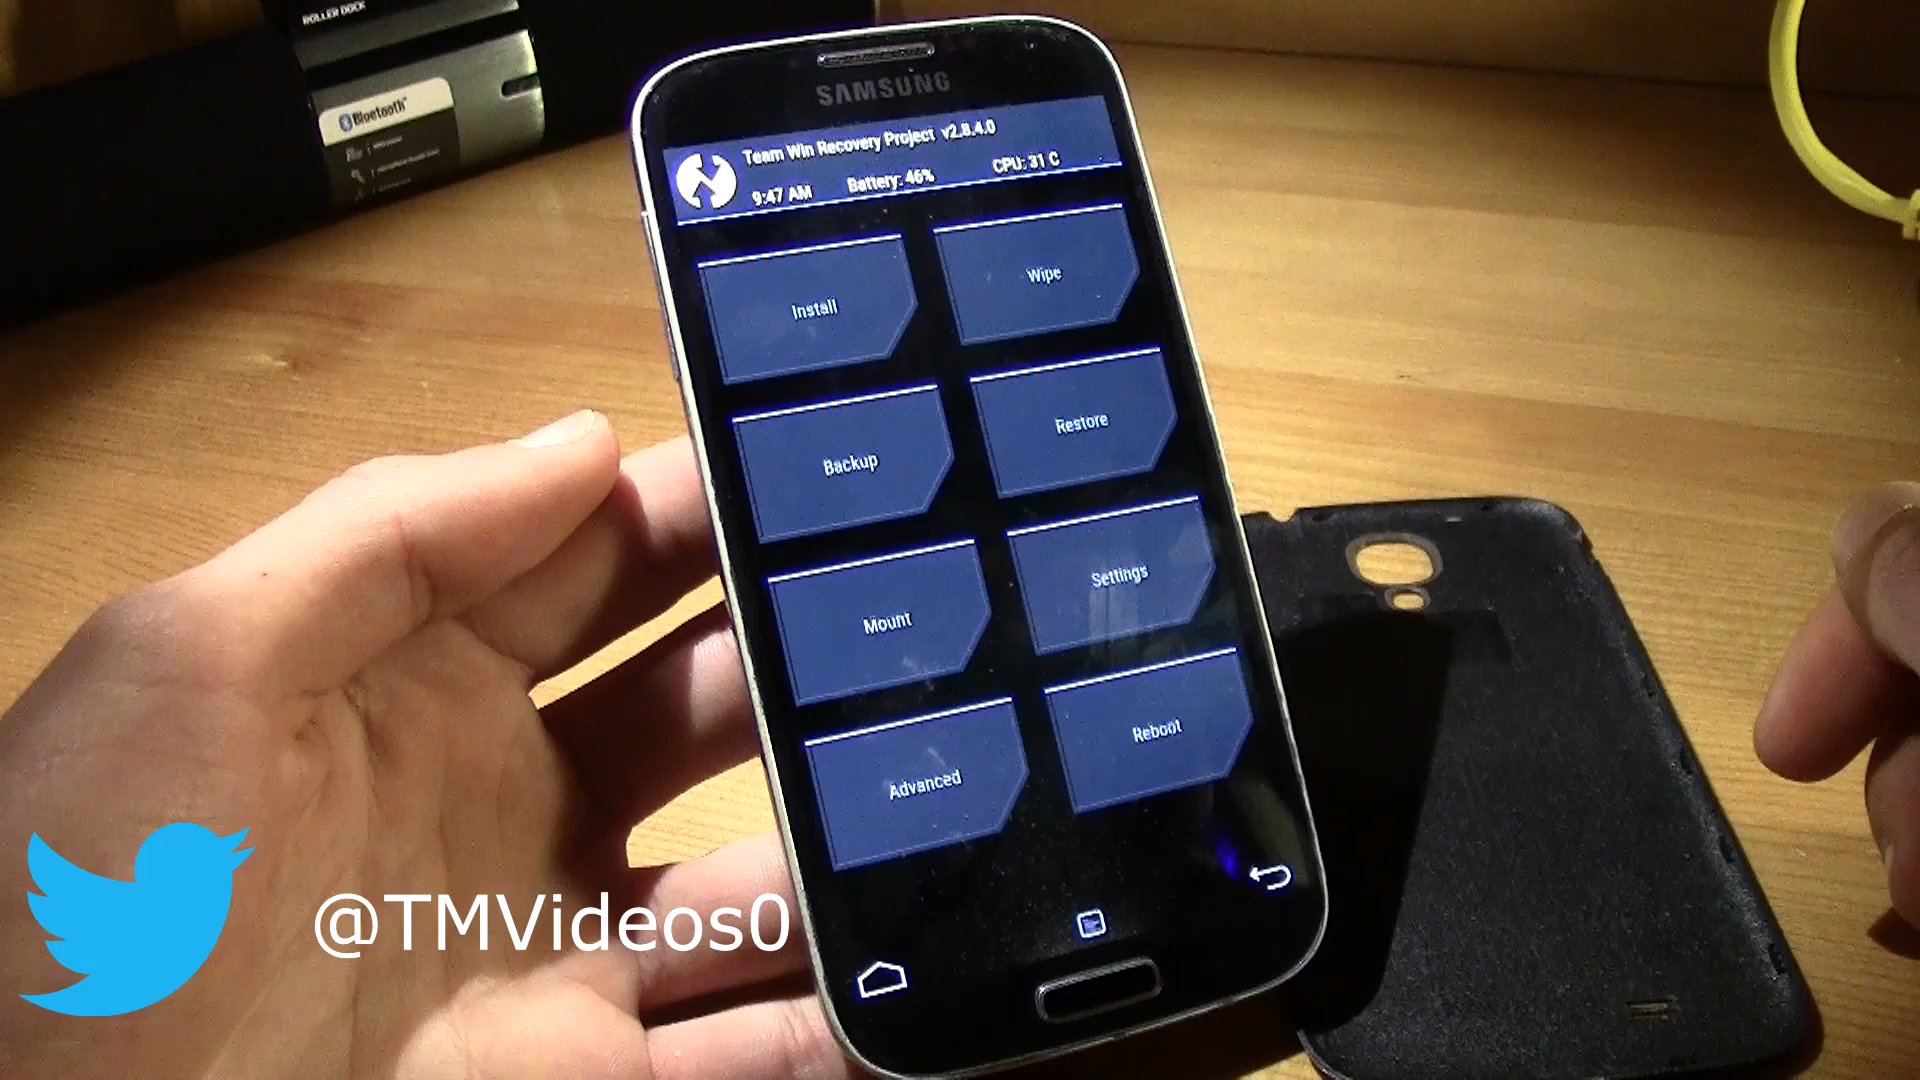 ROLLER DOCK
Bluetooth
SAMSUNG
Team Win Recovery Project v2.8.4.0
9:47 AM Battery: 46% CPU: 31 C
Install
Wipe
Backup
Restore
Mount
Settings
Advanced
Reboot
@TMVideos0